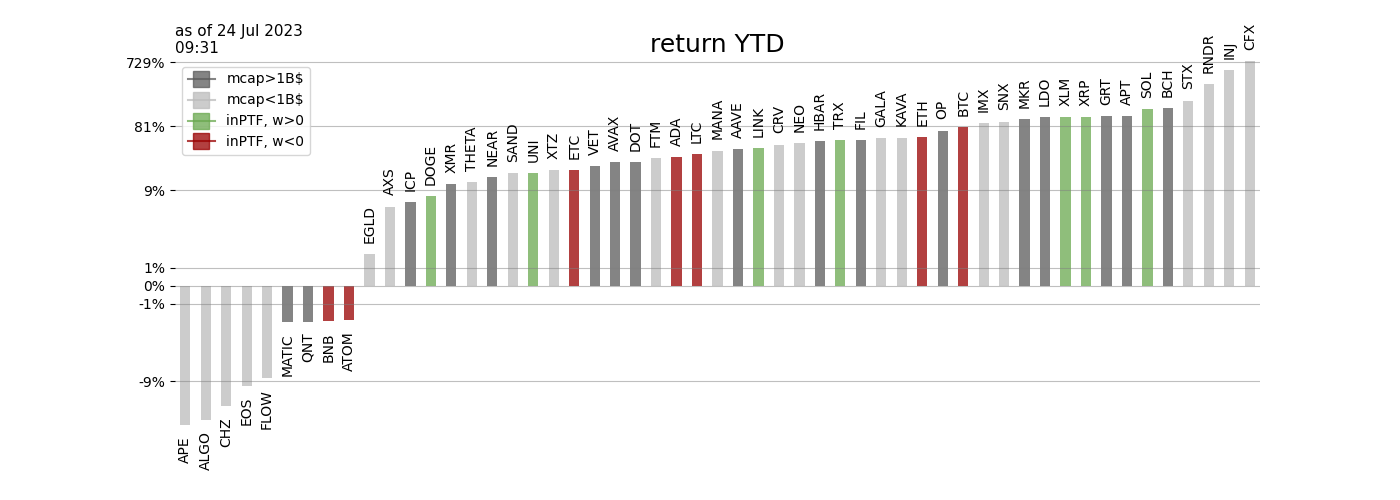 as of 24 Jul 2023
09:31
return YTD
729%
81%
9%
1%
0%
-1%
-9%
mcap>1B$
mcap<1B$
inPTF, w>0
inPTF, w<0
APE
ALGO
CHZ
EOS
FLOW
MATIC
QNT
BNB
ATOM
EGLD
AXS
ICP
DOGE
XMR
THETA
NEAR
SAND
UNI
XTZ
ETC
VET
AVAX
DOT
FTM
ADA
LTC
MANA
AAVE
LINK
CRV
NEO
HBAR
TRX
FIL
GALA
KAVA
ETH
OP
BTC
IMX
SNX
MKR
LDO
XLM
XRP
GRT
APT
SOL
BCH
STX
RNDR
INJ
CFX